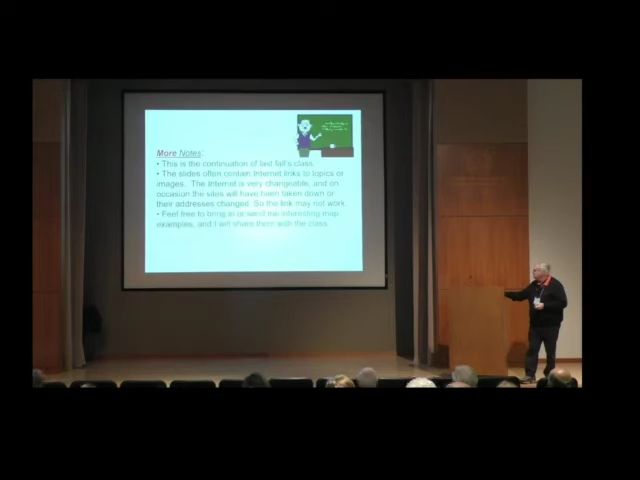 More Notes:
• This is the continuation of last fall's class.
• The slides often contain Internet links to topics or
images. The Internet is very changeable, and on
occasion the sites will have been taken down or
their addresses changed. So the link may not work.
• Feel free to bring in or send me interesting map
examples, and I will share them with the class.